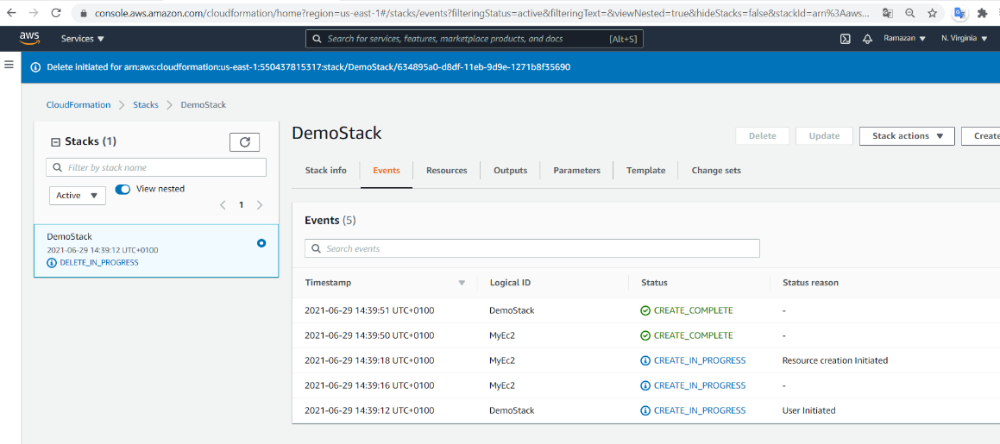 console.aws.amazon.com/cloudformation/home?region=us-east-1#/stacks/events?filteringStatus=active&filteringText=&viewNested=true&hideStacks=false&stackId=arn%3Aaws...
aws Services Search for services, features, marketplace products, and docs [Alt+S] Ramazan N. Virginia
Delete initiated for arn:aws:cloudformation:us-east-1:550437815317:stack/DemoStack/634895a0-d8df-11eb-9d9e-1271b8f35690
CloudFormation Stacks DemoStack
Stacks (1)
Filter by stack name
Active View nested
1
DemoStack
2021-06-29 14:39:12 UTC+0100
DELETE_IN_PROGRESS
DemoStack
Delete Update Stack actions Create
Stack info Events Resources Outputs Parameters Template Change sets
Events (5)
Search events
Timestamp Logical ID Status Status reason
2021-06-29 14:39:51 UTC+0100 DemoStack CREATE_COMPLETE -
2021-06-29 14:39:50 UTC+0100 MyEc2 CREATE_COMPLETE -
2021-06-29 14:39:18 UTC+0100 MyEc2 CREATE_IN_PROGRESS Resource creation Initiated
2021-06-29 14:39:16 UTC+0100 MyEc2 CREATE_IN_PROGRESS -
2021-06-29 14:39:12 UTC+0100 DemoStack CREATE_IN_PROGRESS User Initiated